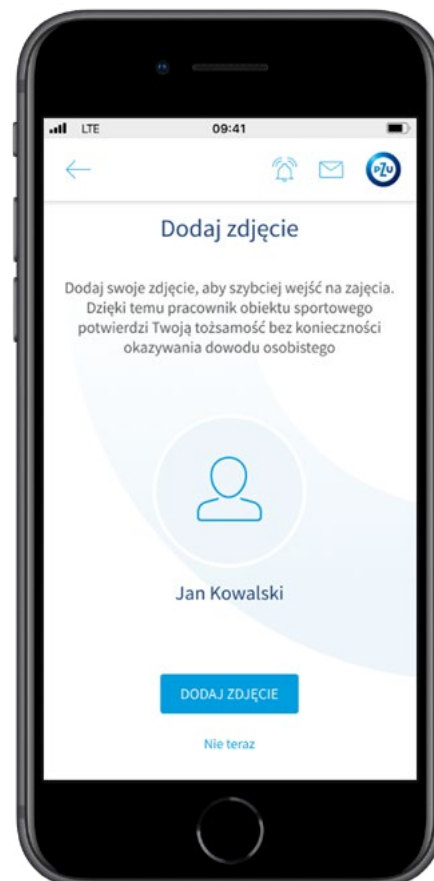 LTE 09:41
PZU
Dodaj zdjęcie
Dodaj swoje zdjęcie, aby szybciej wejść na zajęcia.
Dzięki temu pracownik obiektu sportowego
potwierdzi Twoją tożsamość bez konieczności
okazywania dowodu osobistego
Jan Kowalski
DODAJ ZDJĘCIE
Nie teraz